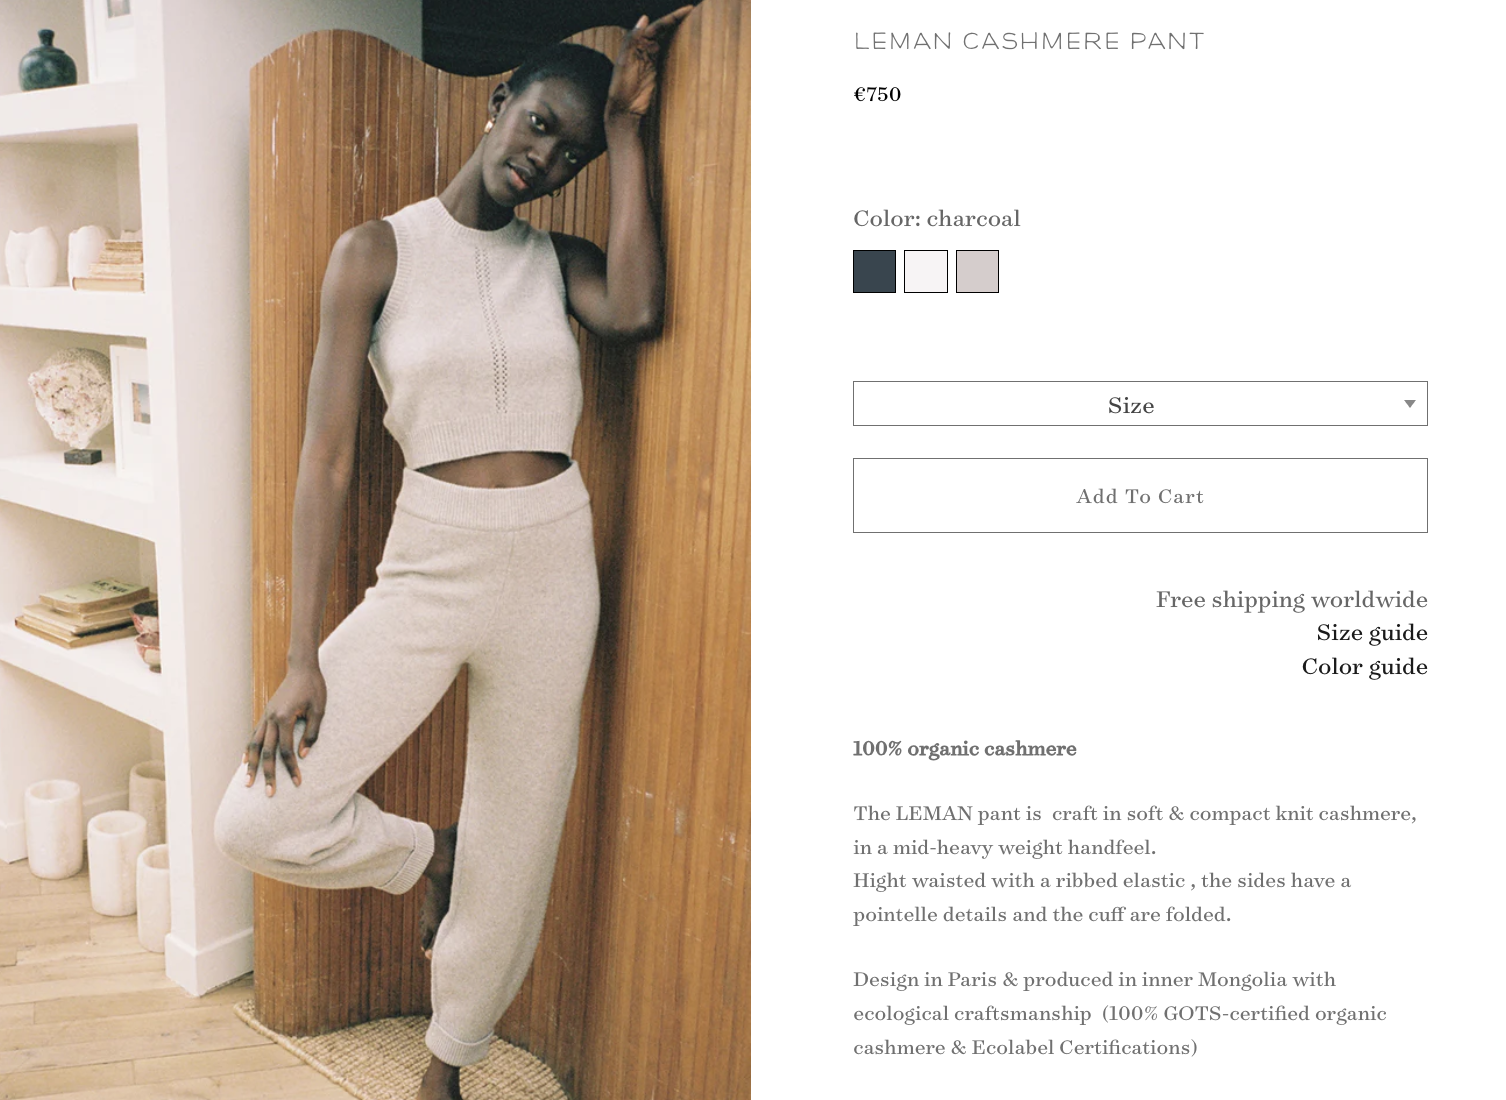 LEMAN CASHMERE PANT
€750
Color: charcoal
Size
Add To Cart
Free shipping worldwide
Size guide
Color guide
100% organic cashmere
The LEMAN pant is  craft in soft & compact knit cashmere,
in a mid-heavy weight handfeel.
Hight waisted with a ribbed elastic , the sides have a
pointelle details and the cuff are folded.
Design in Paris & produced in inner Mongolia with
ecological craftsmanship  (100% GOTS-certified organic
cashmere & Ecolabel Certifications)